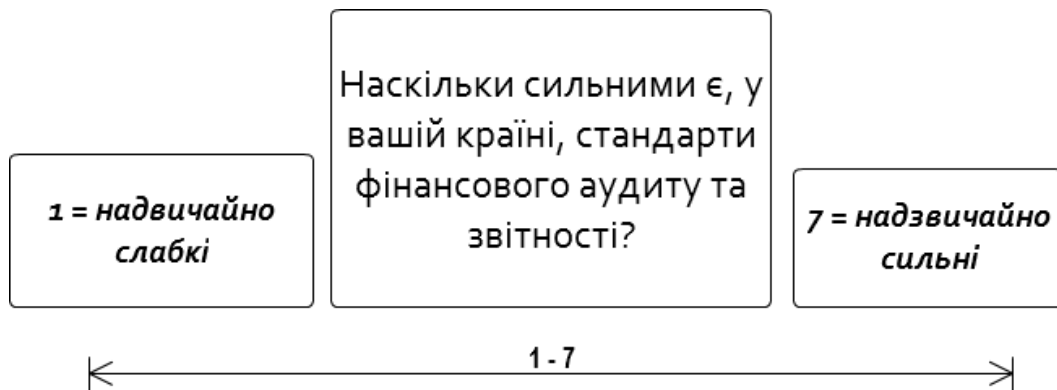 Наскільки сильними є, у
вашій країні, стандарти
фінансового аудиту та
звітності?
1 = надвичайно
слабкі
7 = надзвичайно
сильні
1 - 7